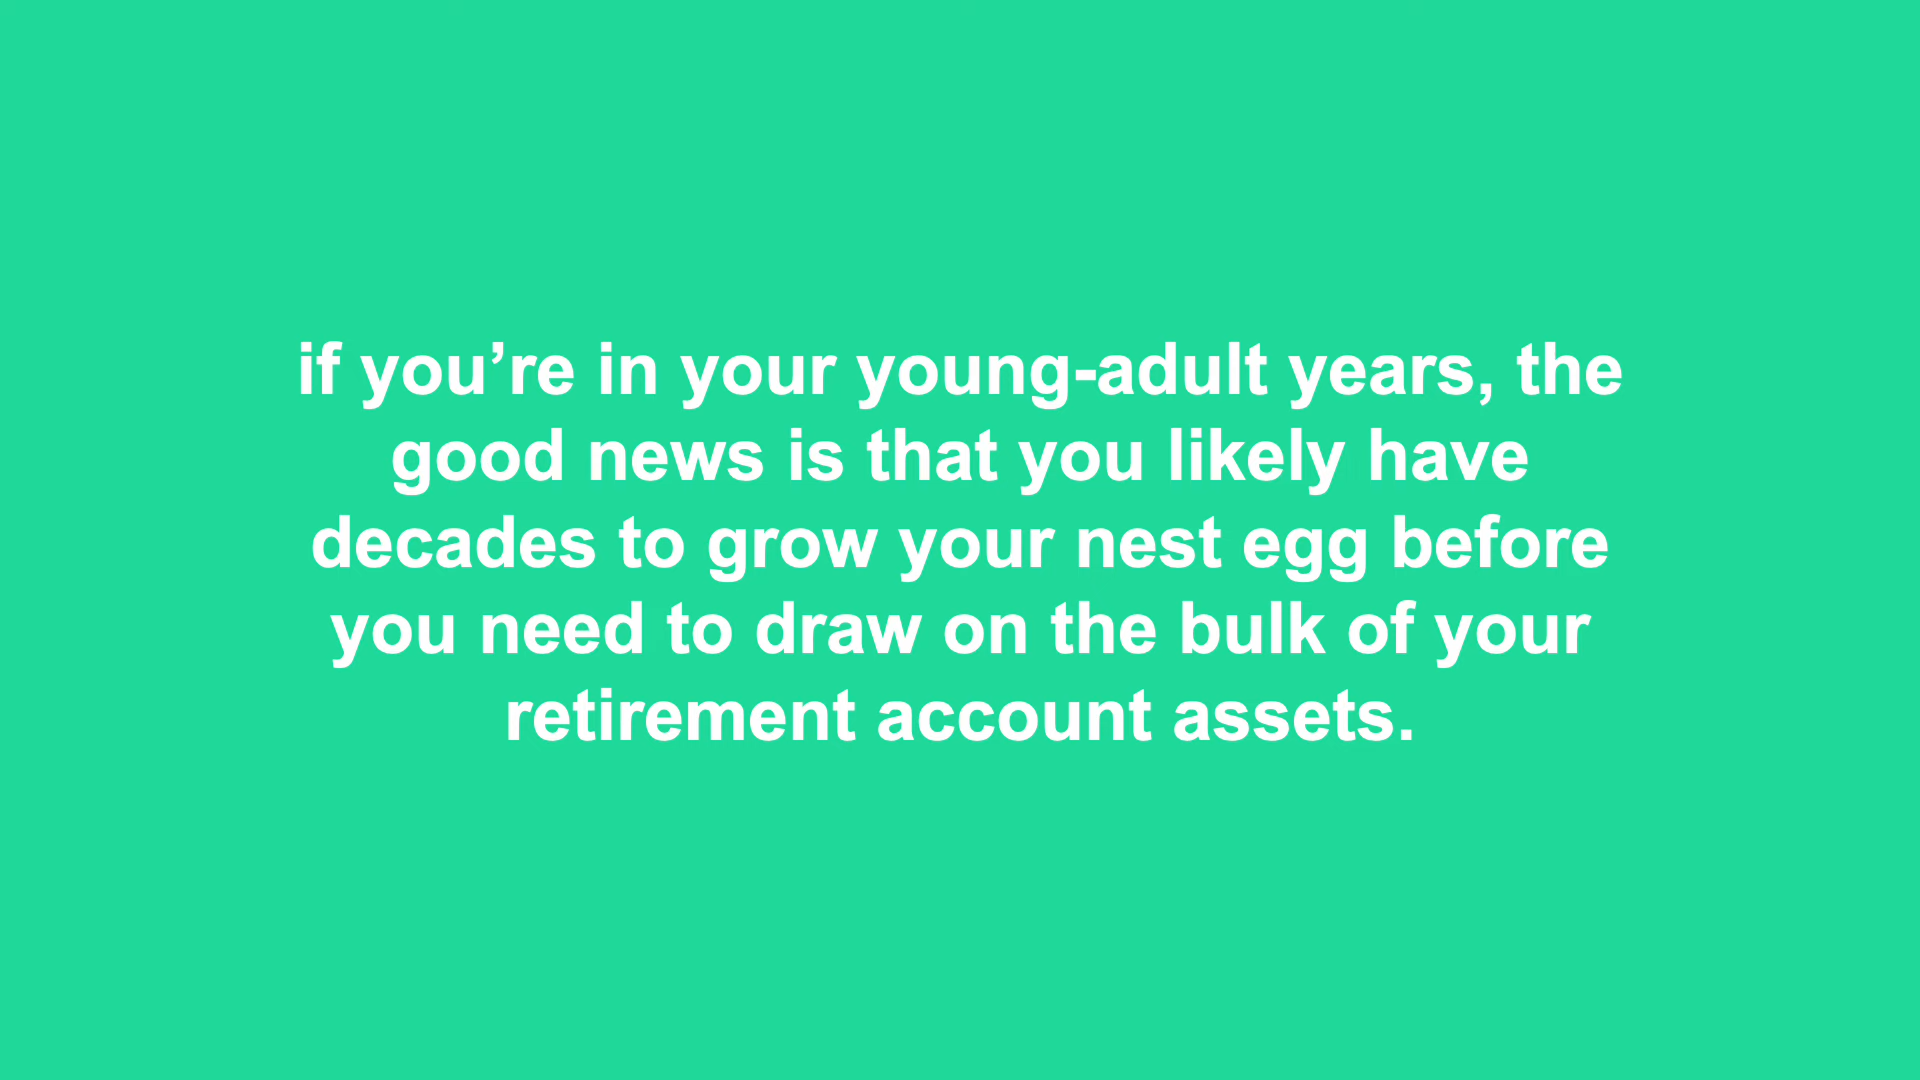 if you’re in your young-adult years, the
good news is that you likely have
decades to grow your nest egg before
you need to draw on the bulk of your
retirement account assets.